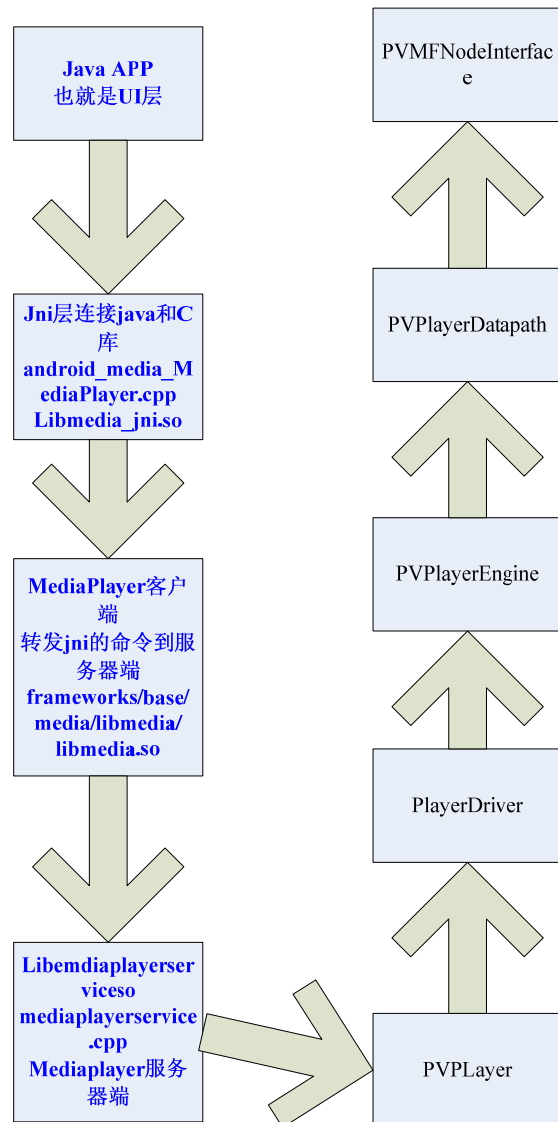 Java APP
也就是UI层
Jni层连接java和C
库
android_media_M
ediaPlayer.cpp
Libmedia_jni.so
MediaPlayer客户
端
转发jni的命令到服
务器端
frameworks/base/
media/libmedia/
libmedia.so
Libemdiaplayerser
viceso
mediaplayerservice
.cpp
Mediaplayer服务
器端
PVPLayer
PlayerDriver
PVPlayerEngine
PVPlayerDatapath
PVMFNodeInterfac
e